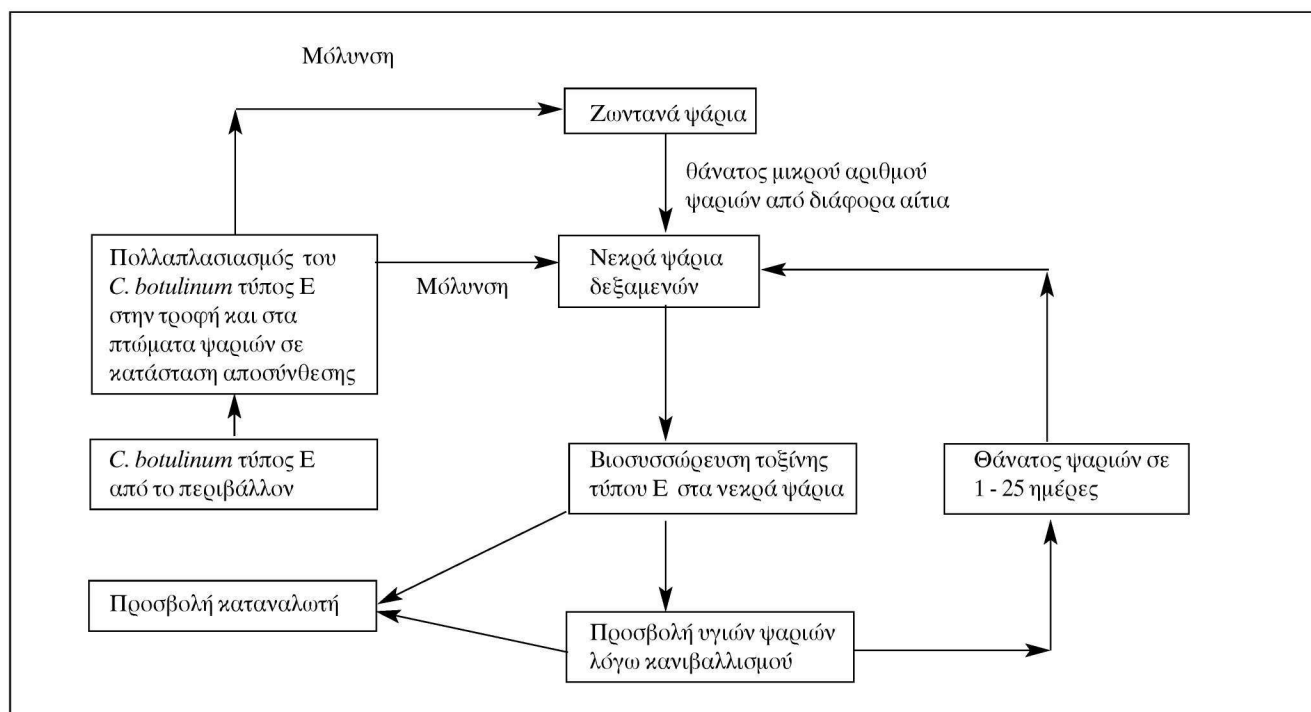 Μόλυνση
Ζωντανά ψάρια
θάνατος μικρού αριθμού
ψαριών από διάφορα αίτια
Πολλαπλασιασμός του
C. botulinum τύπος Ε
στην τροφή και στα
πτώματα ψαριών σε
κατάσταση αποσύνθεσης
Μόλυνση
Νεκρά ψάρια
δεξαμενών
C. botulinum τύπος Ε
από το περιβάλλον
Βιοσυσσώρευση τοξίνης
τύπου Ε στα νεκρά ψάρια
Θάνατος ψαριών σε
1 - 25 ημέρες
Προσβολή καταναλωτή
Προσβολή υγιών ψαριών
λόγω κανιβαλλισμού